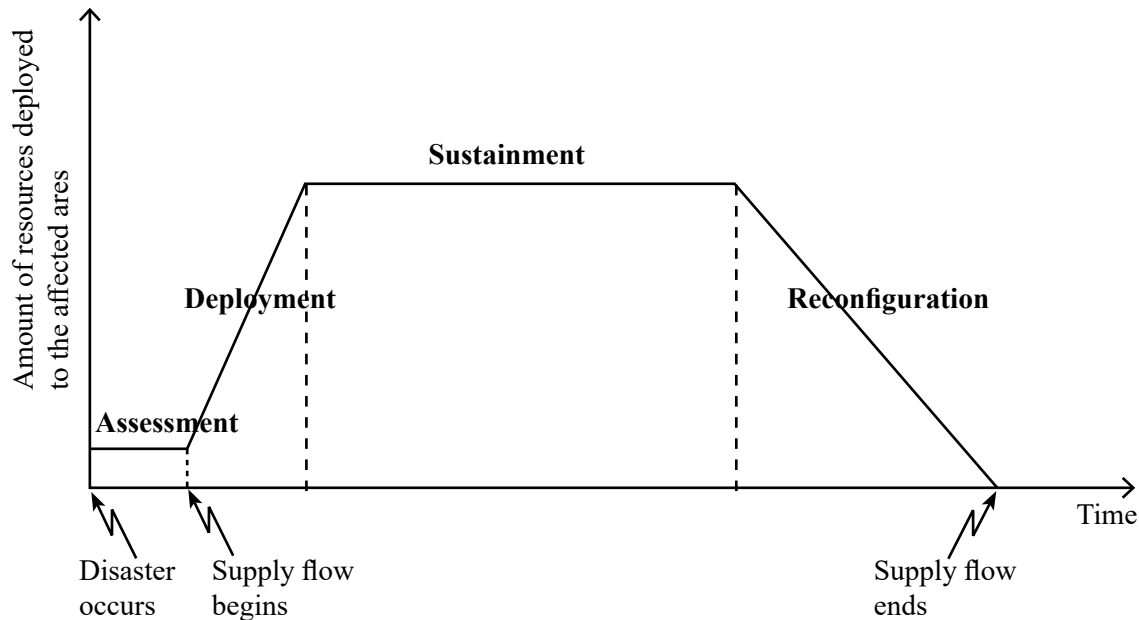 Amount of resources deployed
to the affected ares
Sustainment
Deployment
Reconfiguration
Assessment
Time
Disaster
occurs
Supply flow
begins
Supply flow
ends